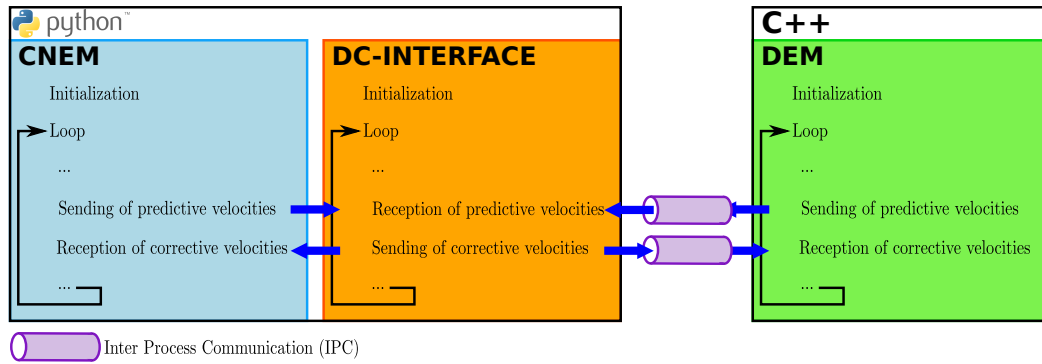 python™
C++
CNEM
DC-INTERFACE
DEM
Initialization
Initialization
Initialization
Loop
Loop
Loop
...
...
...
Sending of predictive velocities
Reception of predictive velocities
Sending of predictive velocities
Reception of corrective velocities
Sending of corrective velocities
Reception of corrective velocities
...
...
...
Inter Process Communication (IPC)